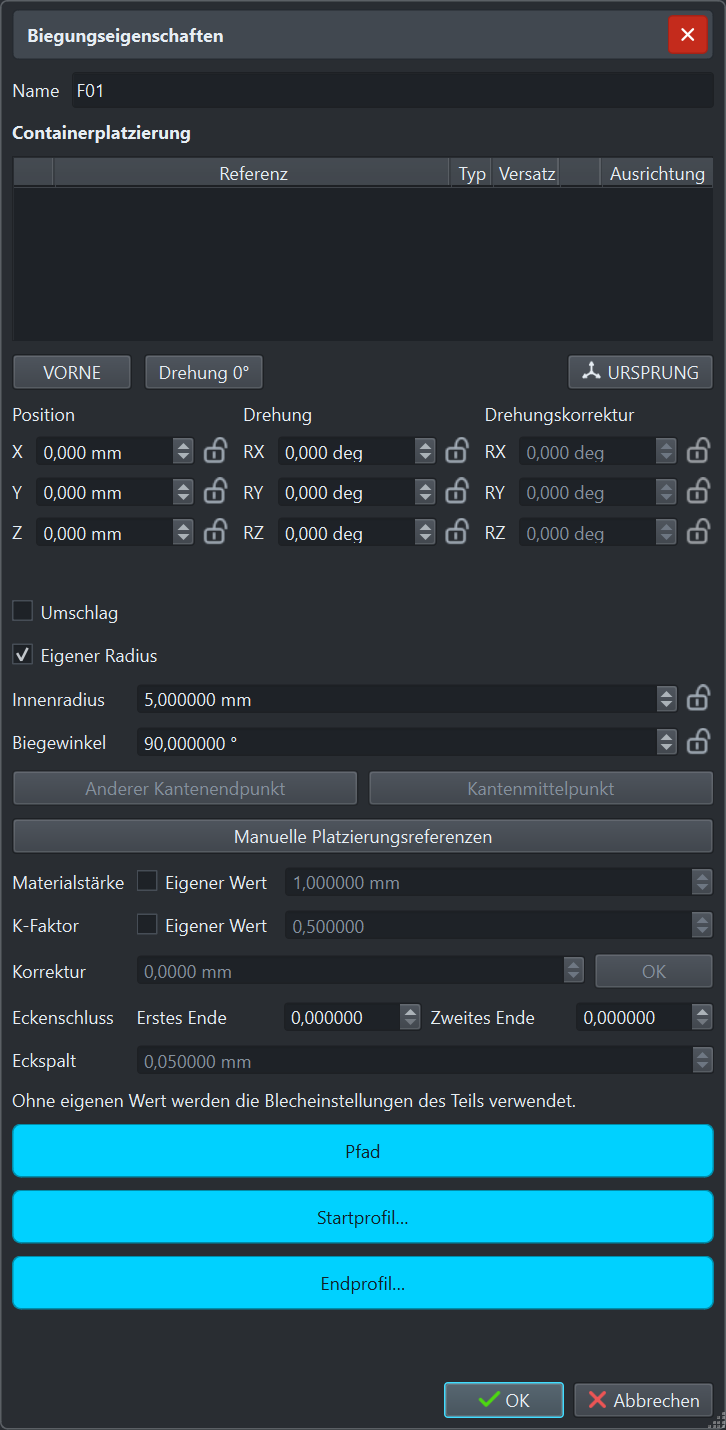 Biegungseigenschaften
Name F01
Containerplatzierung
Referenz Typ Versatz Ausrichtung
VORNE Drehung 0° URSPRUNG
Position Drehung Drehungskorrektur
X 0,000 mm RX 0,000 deg RX 0,000 deg
Y 0,000 mm RY 0,000 deg RY 0,000 deg
Z 0,000 mm RZ 0,000 deg RZ 0,000 deg
Umschlag
Eigener Radius
Innenradius 5,000000 mm
Biegewinkel 90,000000 °
Anderer Kantenendpunkt Kantenmittelpunkt
Manuelle Platzierungsreferenzen
Materialstärke Eigener Wert 1,000000 mm
K-Faktor Eigener Wert 0,500000
Korrektur 0,0000 mm OK
Eckenschluss Erstes Ende 0,000000 Zweites Ende 0,000000
Eckspalt 0,050000 mm
Ohne eigenen Wert werden die Blecheinstellungen des Teils verwendet.
Pfad
Startprofil...
Endprofil...
OK Abbrechen